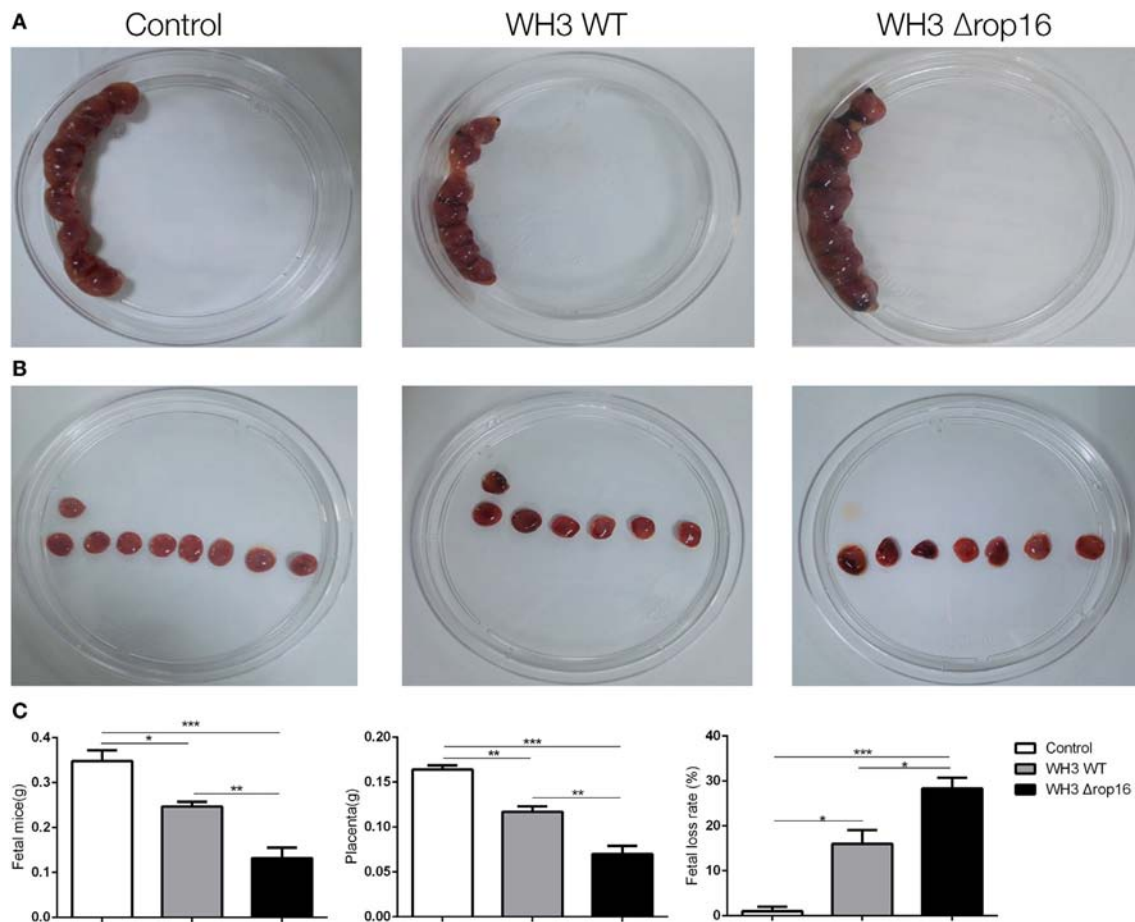 A
Control
WH3 WT
WH3 Δrop16
B
C
Fetal mice(g)
0.4
0.3
0.2
0.1
0.0
***
*
**
Placenta(g)
0.20
0.15
0.10
0.05
0.00
***
**
**
Fetal loss rate (%)
40
30
20
10
0
***
*
*
Control
WH3 WT
WH3 Δrop16